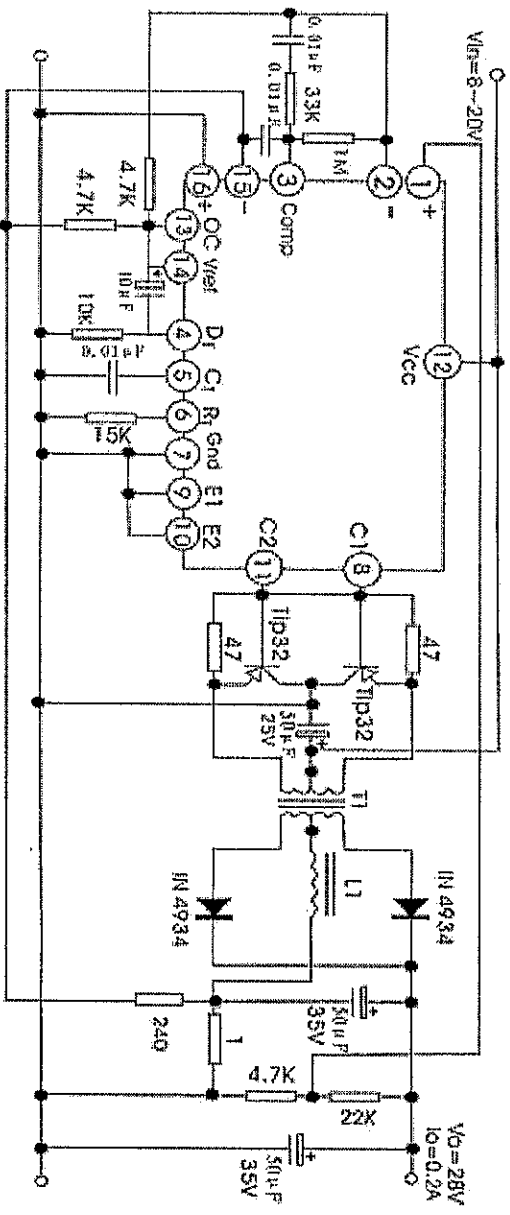 Vin=8~20V
1
+
2
-
1M
33K
0.01μF
0.01μF
3
Comp
15
-
16
+
4.7K
4.7K
13
OC
14
Vref
10μF
10K
4
DT
0.01μF
5
CT
6
RT
15K
7
Gnd
9
E1
10
E2
12
Vcc
C1
8
C2
11
47
47
Tip32
Tip32
50μF
25V
T1
L1
IN 4934
IN 4934
240
1
50μF
35V
4.7K
22K
50μF
35V
Vo=28V
Io=0.2A